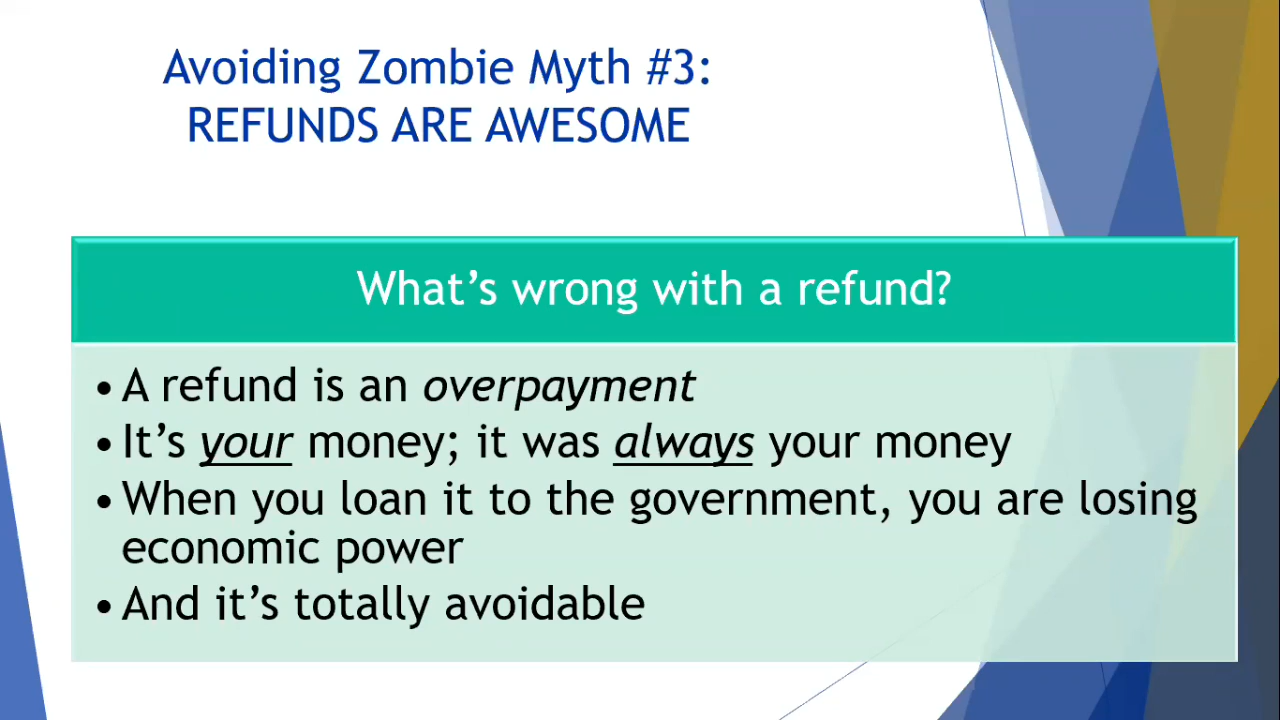 Avoiding Zombie Myth #3:
REFUNDS ARE AWESOME
What’s wrong with a refund?
• A refund is an overpayment
• It’s your money; it was always your money
• When you loan it to the government, you are losing
economic power
• And it’s totally avoidable